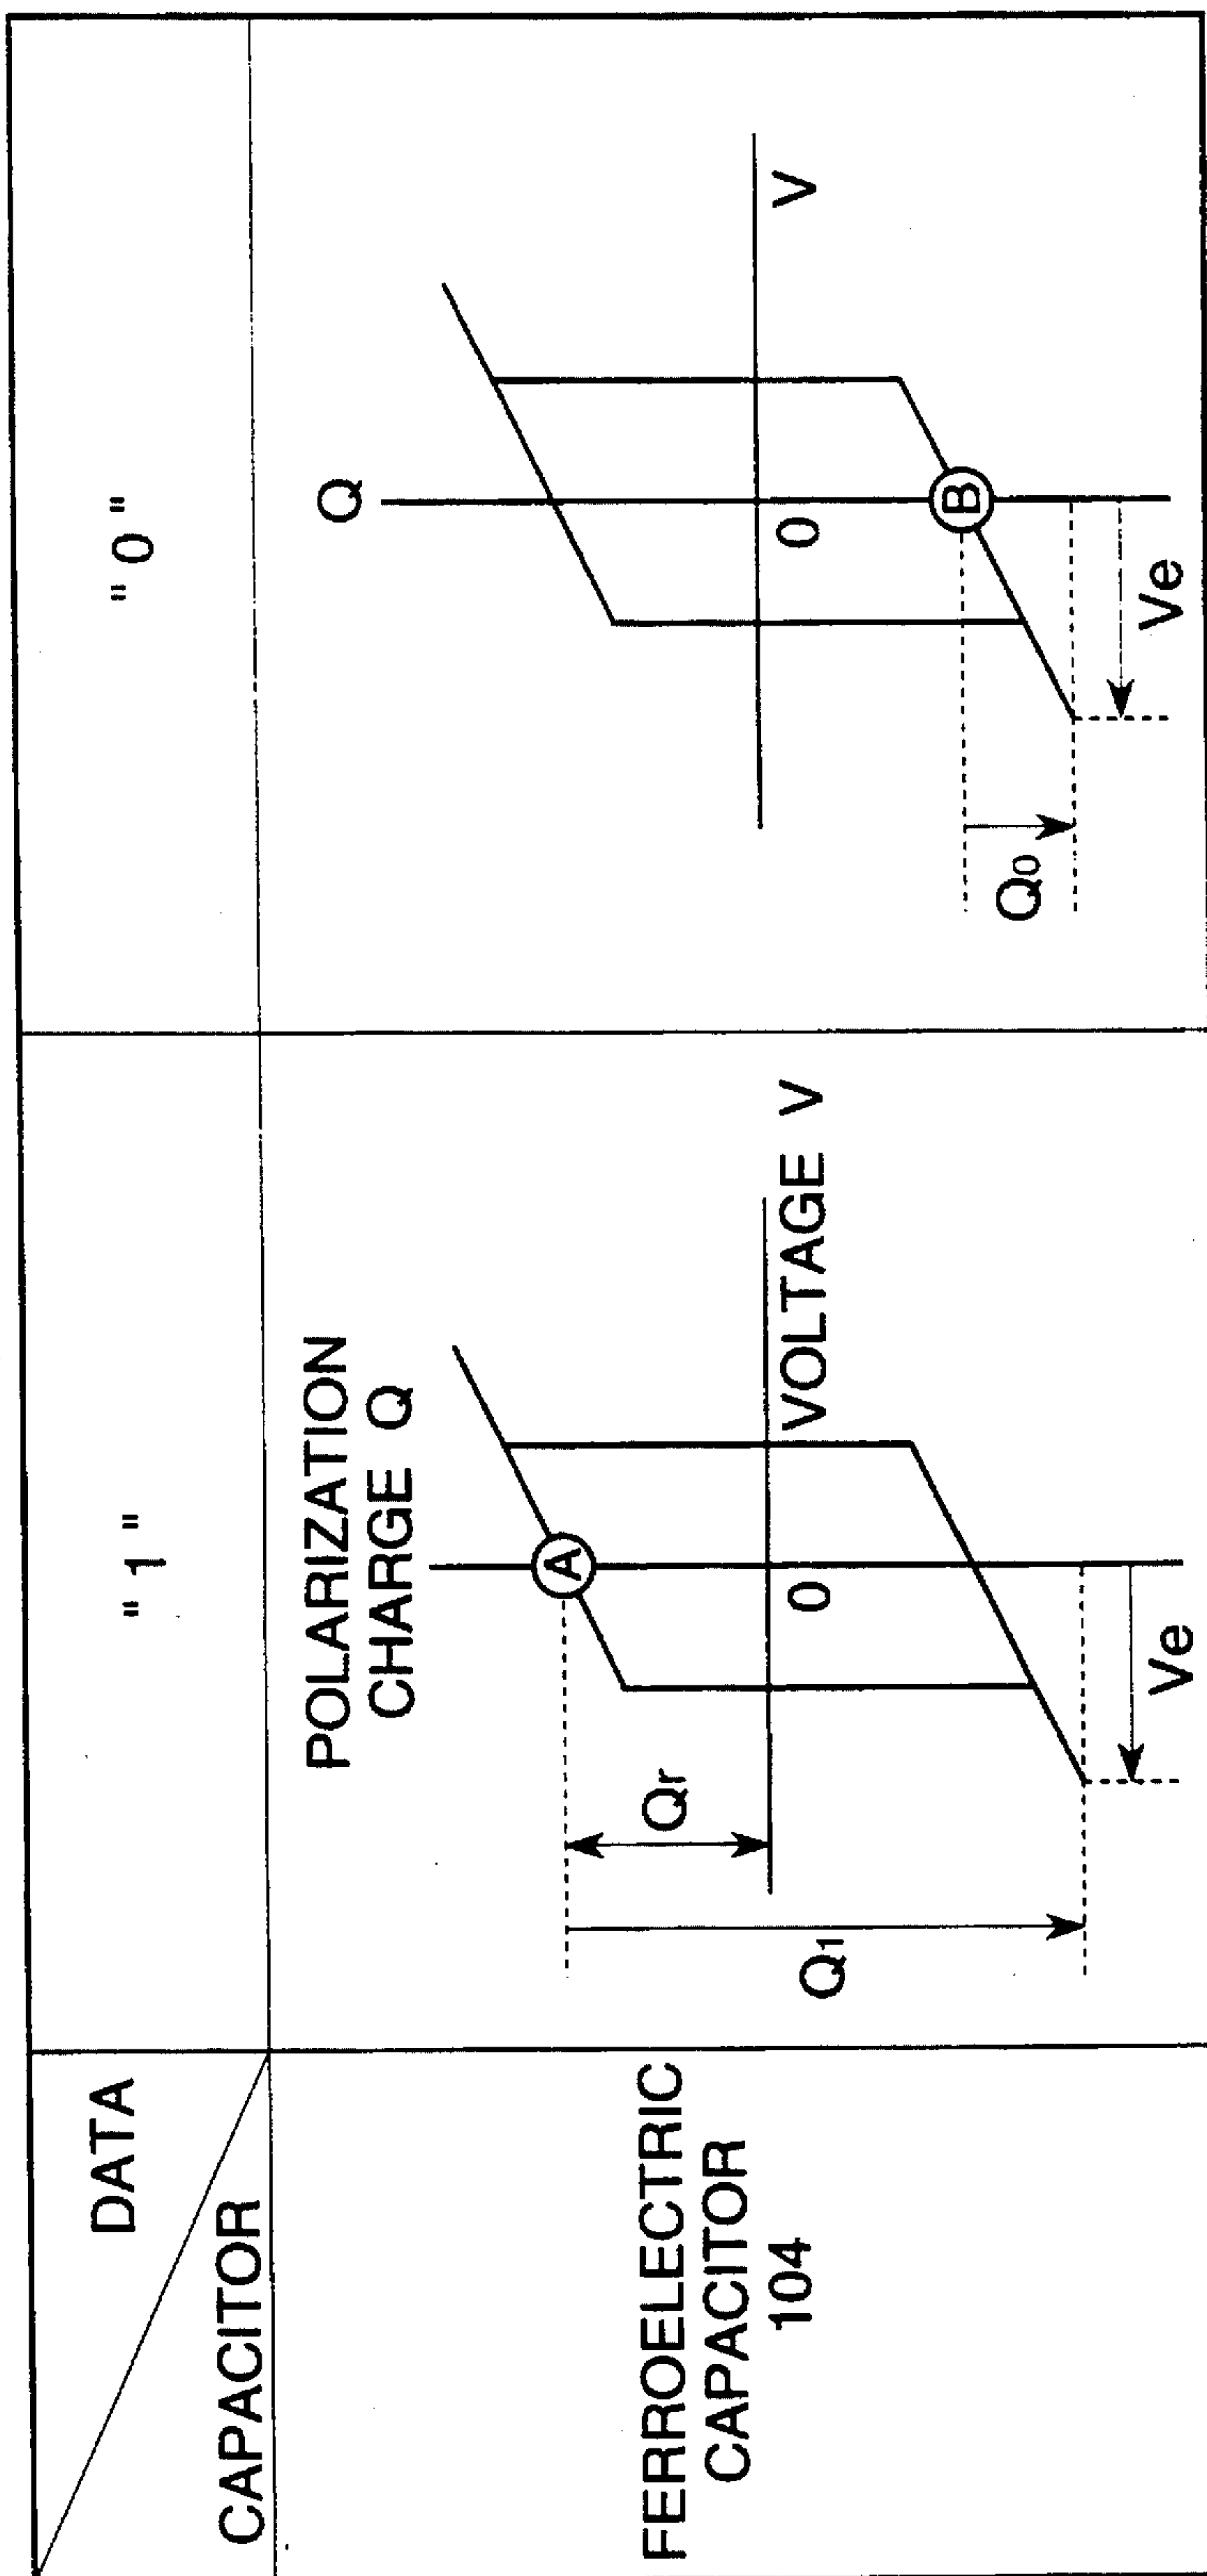 DATA
CAPACITOR
" 1 "
" 0 "
FERROELECTRIC
CAPACITOR
104
POLARIZATION
CHARGE Q
A
Qr
Q1
0
VOLTAGE V
Ve
Q
V
0
B
Q0
Ve